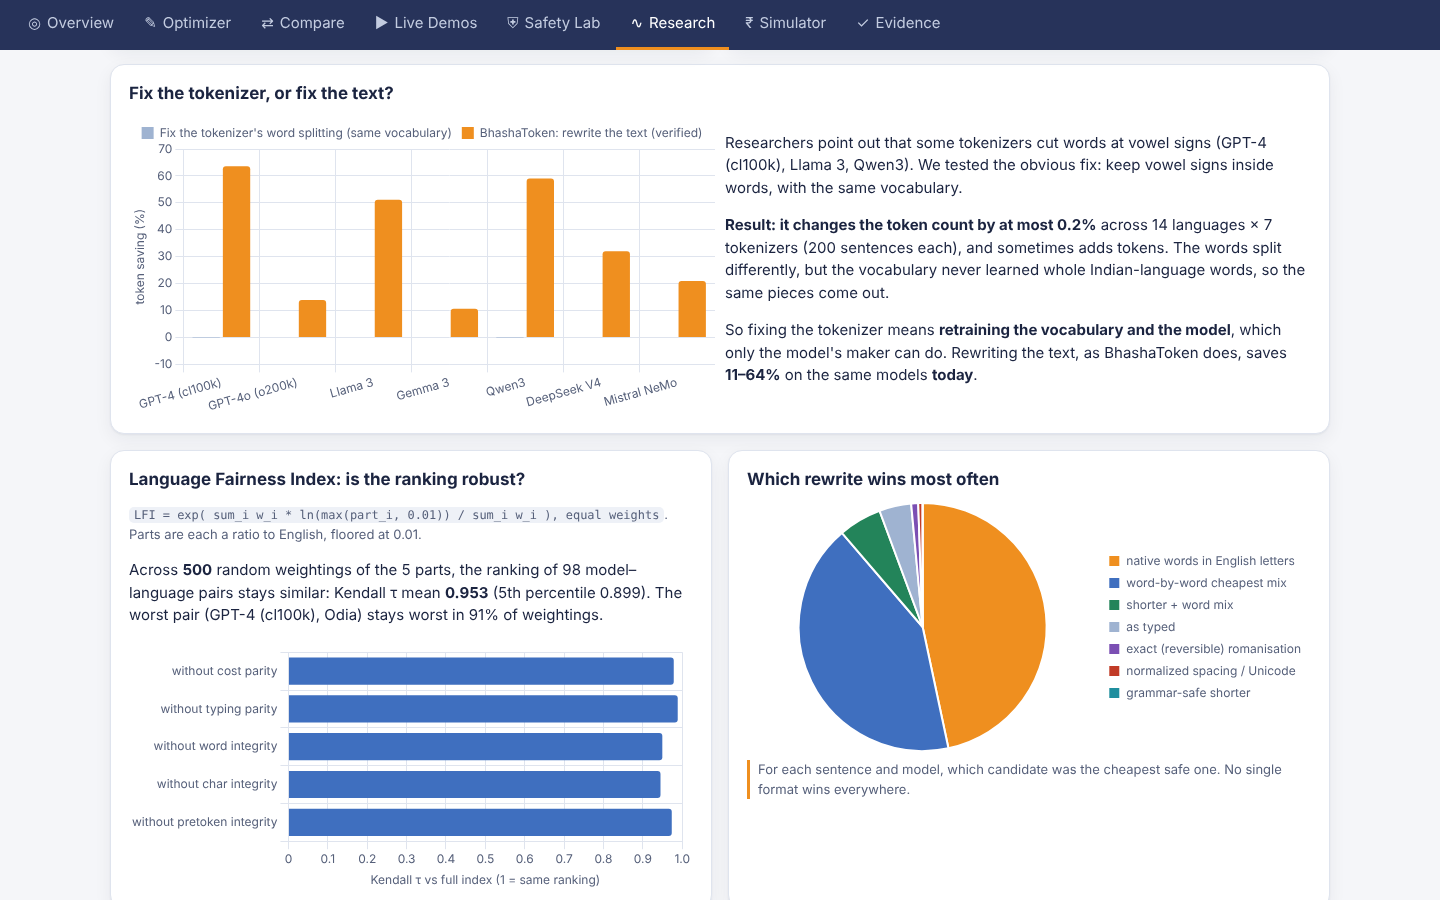 ◎ Overview ✎ Optimizer ⇄ Compare ▶ Live Demos ⛨ Safety Lab ∿ Research ₹ Simulator ✓ Evidence
Fix the tokenizer, or fix the text?
Fix the tokenizer's word splitting (same vocabulary) BhashaToken: rewrite the text (verified)
70
60
50
40
30
20
10
0
-10
token saving (%)
GPT-4 (cl100k)
GPT-4o (o200k)
Llama 3
Gemma 3
Qwen3
DeepSeek V4
Mistral NeMo
Researchers point out that some tokenizers cut words at vowel signs (GPT-4
(cl100k), Llama 3, Qwen3). We tested the obvious fix: keep vowel signs inside
words, with the same vocabulary.
Result: it changes the token count by at most 0.2% across 14 languages × 7
tokenizers (200 sentences each), and sometimes adds tokens. The words split
differently, but the vocabulary never learned whole Indian-language words, so the
same pieces come out.
So fixing the tokenizer means retraining the vocabulary and the model, which
only the model's maker can do. Rewriting the text, as BhashaToken does, saves
11–64% on the same models today.
Language Fairness Index: is the ranking robust?
LFI = exp( sum_i w_i * ln(max(part_i, 0.01)) / sum_i w_i ), equal weights.
Parts are each a ratio to English, floored at 0.01.
Across 500 random weightings of the 5 parts, the ranking of 98 model–
language pairs stays similar: Kendall τ mean 0.953 (5th percentile 0.899). The
worst pair (GPT-4 (cl100k), Odia) stays worst in 91% of weightings.
without cost parity
without typing parity
without word integrity
without char integrity
without pretoken integrity
0 0.1 0.2 0.3 0.4 0.5 0.6 0.7 0.8 0.9 1.0
Kendall τ vs full index (1 = same ranking)
Which rewrite wins most often
native words in English letters
word-by-word cheapest mix
shorter + word mix
as typed
exact (reversible) romanisation
normalized spacing / Unicode
grammar-safe shorter
For each sentence and model, which candidate was the cheapest safe one. No single
format wins everywhere.